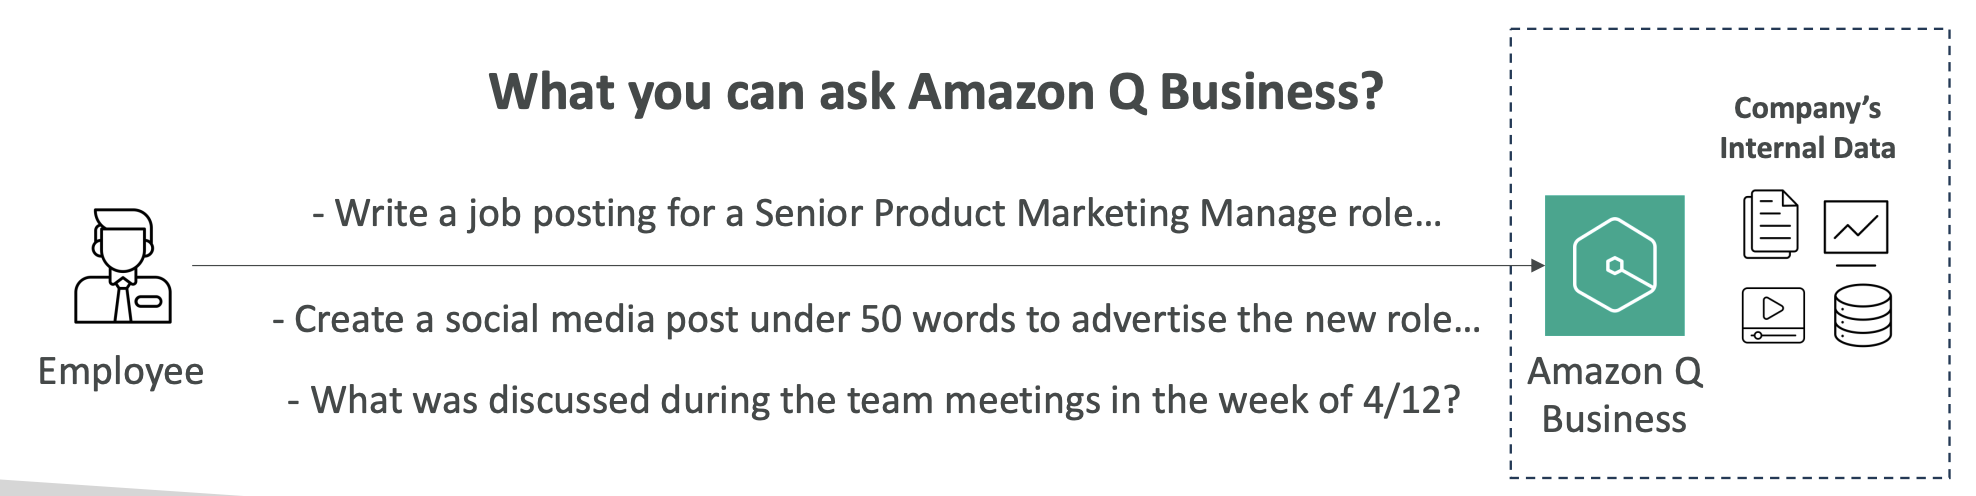 What you can ask Amazon Q Business?
Company’s
Internal Data
- Write a job posting for a Senior Product Marketing Manage role...
- Create a social media post under 50 words to advertise the new role...
- What was discussed during the team meetings in the week of 4/12?
Employee
Amazon Q
Business